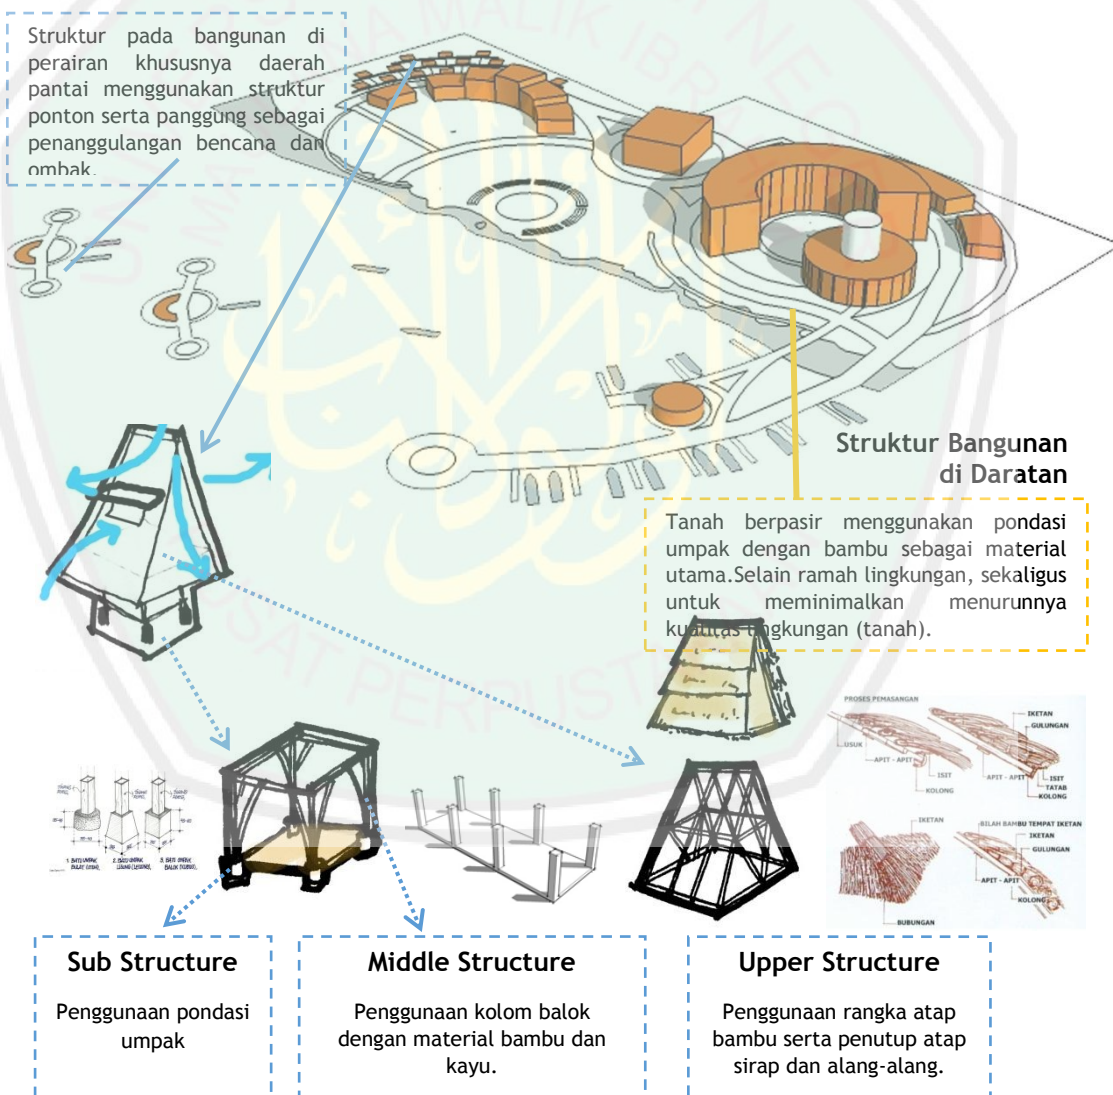 Struktur pada bangunan di
perairan khususnya daerah
pantai menggunakan struktur
ponton serta panggung sebagai
penanggulangan bencana dan
ombak.
Struktur Bangunan
di Daratan
Tanah berpasir menggunakan pondasi
umpak dengan bambu sebagai material
utama.Selain ramah lingkungan, sekaligus
untuk meminimalkan menurunnya
kualitas lingkungan (tanah).
PROSES PEMASANGAN
IKETAN
GULUNGAN
USUK
APIT - APIT
ISIT
KOLONG
APIT - APIT
ISIT
TATAB
KOLONG
IKETAN
BUBUNGAN
BILAH BAMBU TEMPAT IKETAN
IKETAN
GULUNGAN
APIT - APIT
KOLONG
Sub Structure
Penggunaan pondasi
umpak
Middle Structure
Penggunaan kolom balok
dengan material bambu dan
kayu.
Upper Structure
Penggunaan rangka atap
bambu serta penutup atap
sirap dan alang-alang.